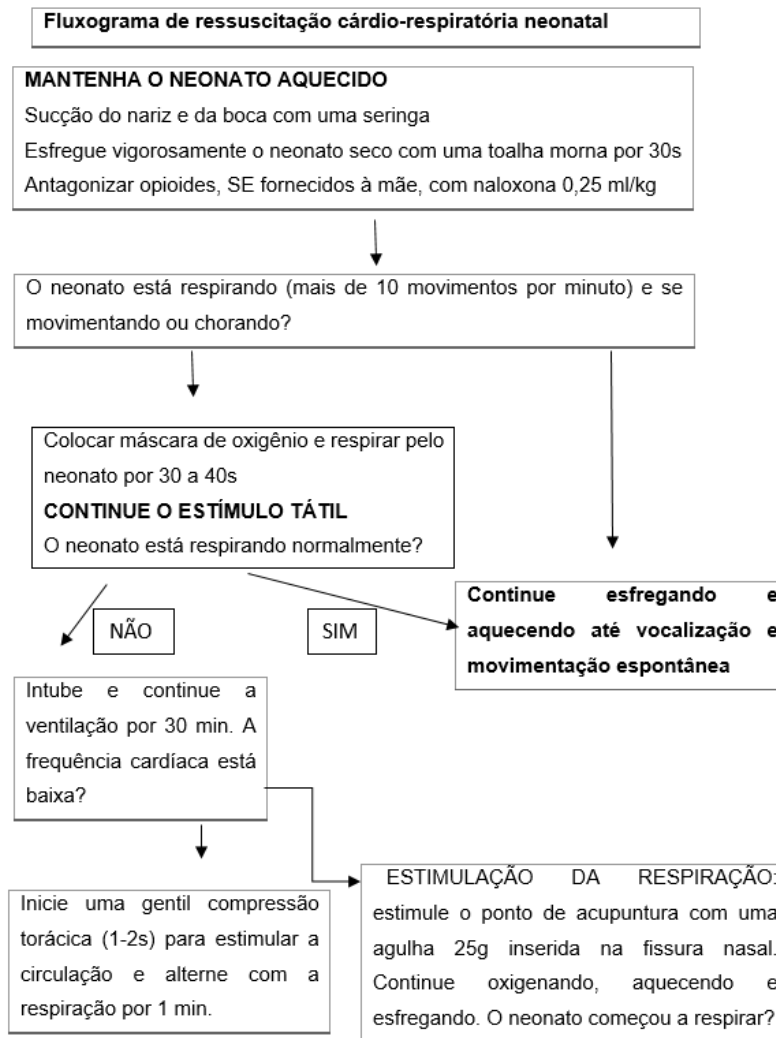 Fluxograma de ressuscitação cárdio-respiratória neonatal
MANTENHA O NEONATO AQUECIDO
Sucção do nariz e da boca com uma seringa
Esfregue vigorosamente o neonato seco com uma toalha morna por 30s
Antagonizar opioides, SE fornecidos à mãe, com naloxona 0,25 ml/kg
O neonato está respirando (mais de 10 movimentos por minuto) e se
movimentando ou chorando?
Colocar máscara de oxigênio e respirar pelo
neonato por 30 a 40s
CONTINUE O ESTÍMULO TÁTIL
O neonato está respirando normalmente?
NÃO
SIM
Continue esfregando e
aquecendo até vocalização e
movimentação espontânea
Intube e continue a
ventilação por 30 min. A
frequência cardíaca está
baixa?
Inicie uma gentil compressão
torácica (1-2s) para estimular a
circulação e alterne com a
respiração por 1 min.
ESTIMULAÇÃO DA RESPIRAÇÃO:
estimule o ponto de acupuntura com uma
agulha 25g inserida na fissura nasal.
Continue oxigenando, aquecendo e
esfregando. O neonato começou a respirar?